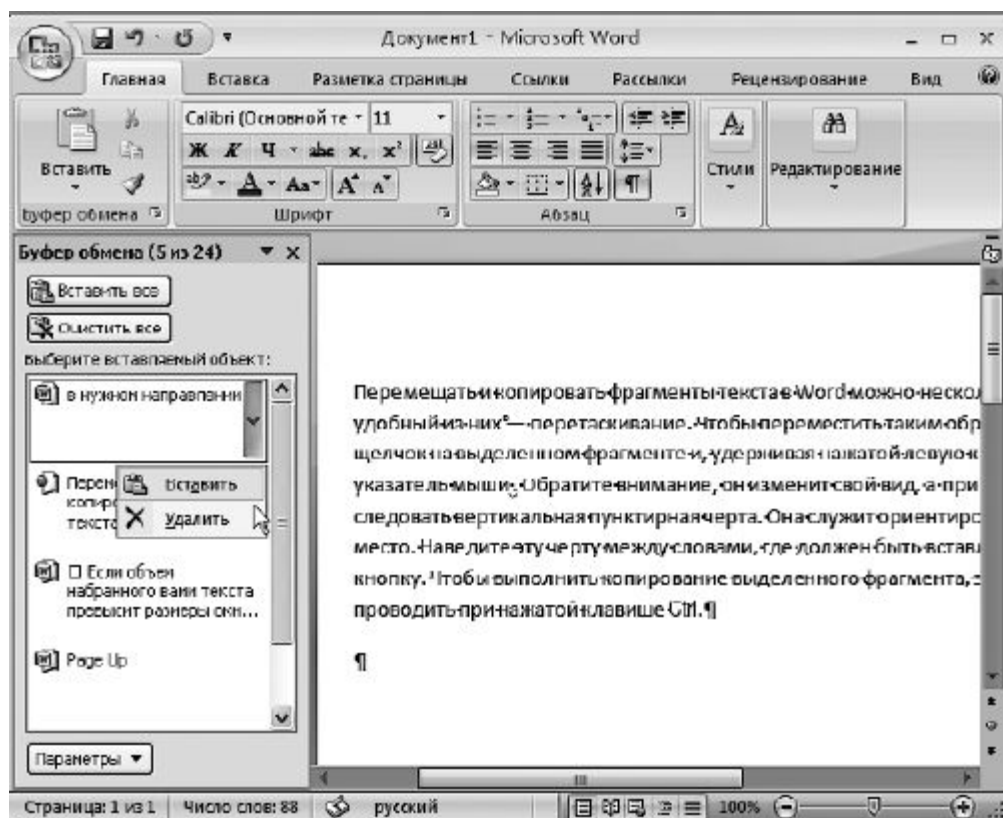 Документ1 - Microsoft Word
Главная Вставка Разметка страницы Ссылки Рассылки Рецензирование Вид
Calibri (Основной те 11
Ж К Ч abc x₂ x²
Вставить
Aa A A
Стили Редактирование
Буфер обмена Шрифт Абзац
Буфер обмена (5 из 24)
Вставить все
Очистить все
Выберите вставляемый объект:
в нужном направлении
Вставить
Удалить
Если объем
набранного вами текста
превысит размеры окн...
Page Up
Параметры
Перемещать и копировать фрагменты текста в Word можно нескол
удобный из них — перетаскивание. Чтобы переместить таким обр
щелчок на выделенном фрагменте и, удерживая нажатой левую к
указатель мыши. Обратите внимание, он изменит свой вид, а при
следовать вертикальная пунктирная черта. Она служит ориентирс
место. Наведите эту черту между словами, где должен быть встав
кнопку. Чтобы выполнить копирование выделенного фрагмента,
проводить при нажатой клавише Ctrl.¶
¶
Страница: 1 из 1 Число слов: 88 русский 100%